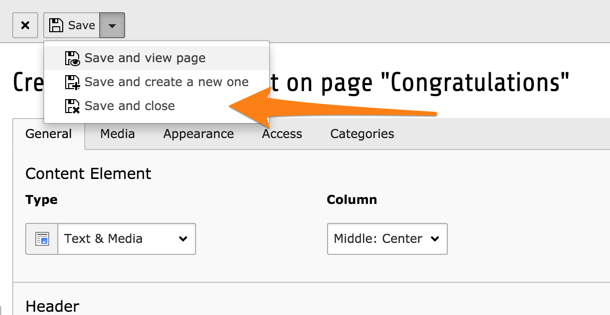 Save
Save and view page
Save and create a new one
Save and close
Cre t on page "Congratulations"
General Media Appearance Access Categories
Content Element
Type Column
Text & Media Middle: Center
Header